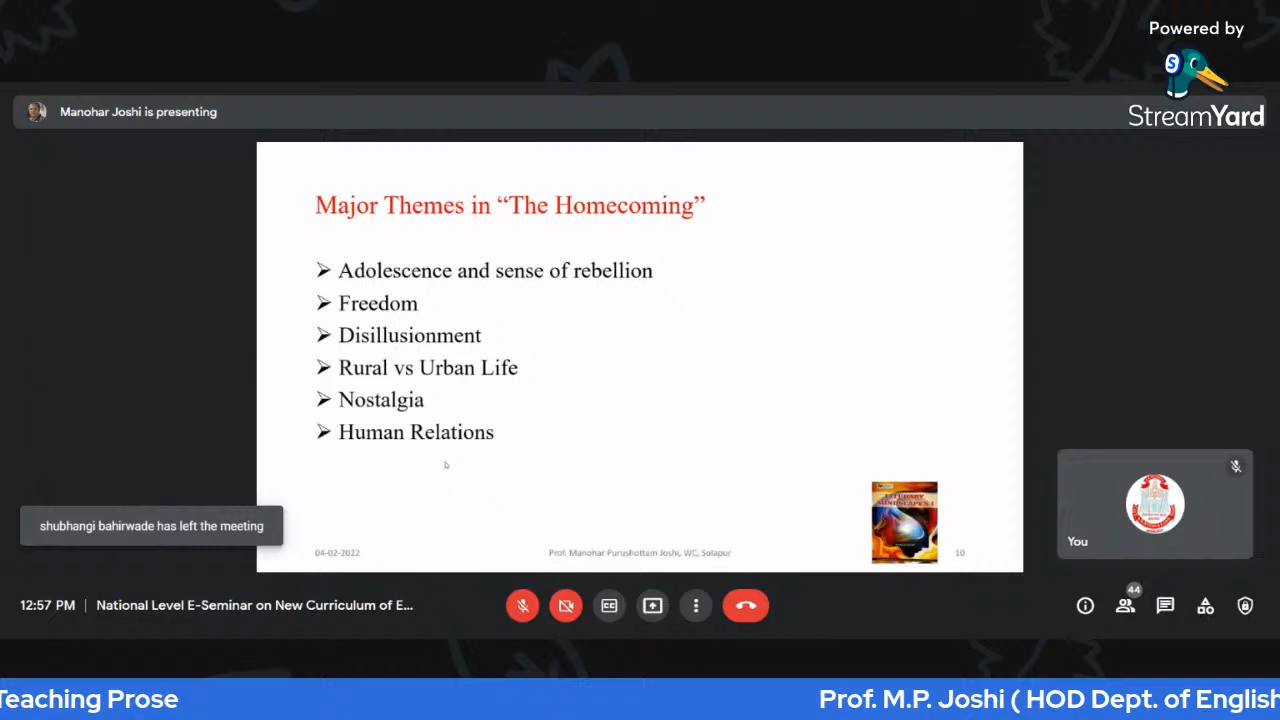 Powered by
StreamYard
Manohar Joshi is presenting
Major Themes in “The Homecoming”
➢ Adolescence and sense of rebellion
➢ Freedom
➢ Disillusionment
➢ Rural vs Urban Life
➢ Nostalgia
➢ Human Relations
LITERARY
MINDSCAPES I
04-02-2022
Prof. Manohar Purushottam Joshi, WC, Solapur
10
shubhangi bahirwade has left the meeting
You
12:57 PM | National Level E-Seminar on New Curriculum of E...
44
Teaching Prose
Prof. M.P. Joshi ( HOD Dept. of English